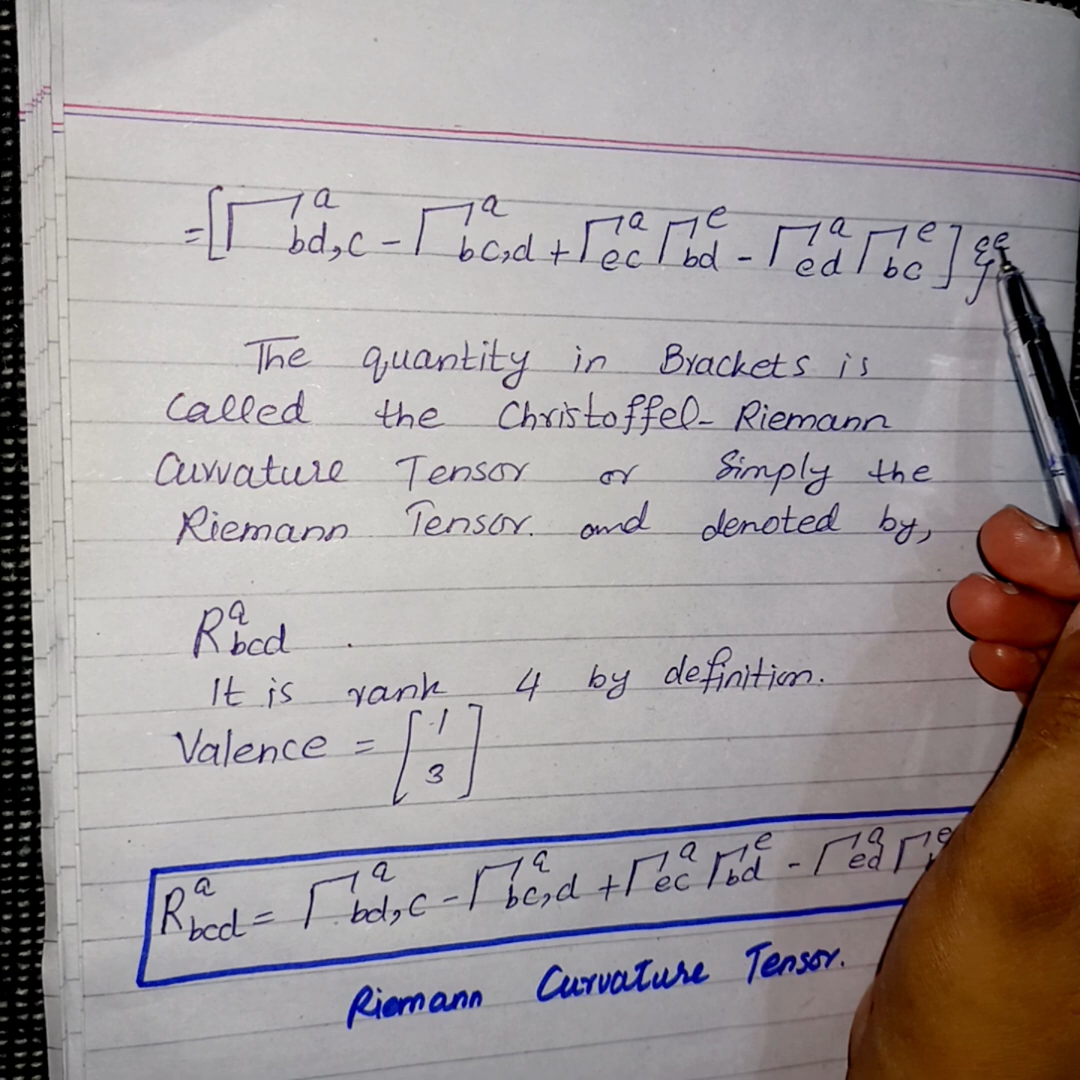 = [Γ^a_{bd,c} - Γ^a_{bc,d} + Γ^a_{ec} Γ^e_{bd} - Γ^a_{ed} Γ^e_{bc}] ξ^e
The quantity in Brackets is
Called the Christoffel-Riemann
Curvature Tensor or Simply the
Riemann Tensor. and denoted by,
R^a_{bcd}.
It is rank 4 by definition.
Valence = [1 3]
R^a_{bcd} = Γ^a_{bd,c} - Γ^a_{bc,d} + Γ^a_{ec} Γ^e_{bd} - Γ^a_{ed} Γ^e
Riemann Curvature Tensor.